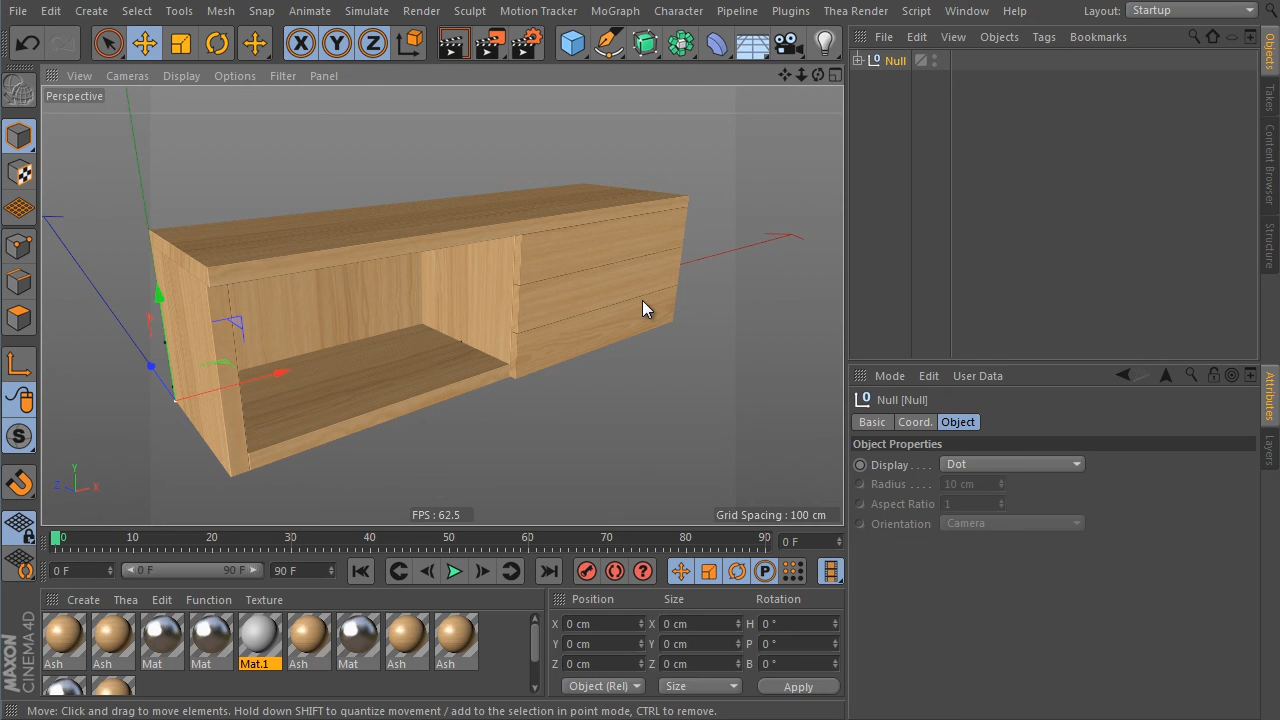 File Edit Create Select Tools Mesh Snap Animate Simulate Render Sculpt Motion Tracker MoGraph Character Pipeline Plugins Thea Render Script Window Help Layout: Startup
View Cameras Display Options Filter Panel
Perspective
Y
Z X
FPS : 62.5
Grid Spacing : 100 cm
File Edit View Objects Tags Bookmarks
Null
Objects
Takes
Content Browser
Structure
Mode Edit User Data
Null [Null]
Basic Coord. Object
Object Properties
Display . . . . Dot
Radius . . . . 10 cm
Aspect Ratio 1
Orientation Camera
Attributes
Layers
0 10 20 30 40 50 60 70 80 90 0 F
0 F 0 F 90 F 90 F
Create Thea Edit Function Texture
Ash Ash Mat Mat Mat.1 Ash Mat Ash Ash
Position Size Rotation
X 0 cm X 0 cm H 0 °
Y 0 cm Y 0 cm P 0 °
Z 0 cm Z 0 cm B 0 °
Object (Rel) Size Apply
MAXON
CINEMA 4D
Move: Click and drag to move elements. Hold down SHIFT to quantize movement / add to the selection in point mode, CTRL to remove.